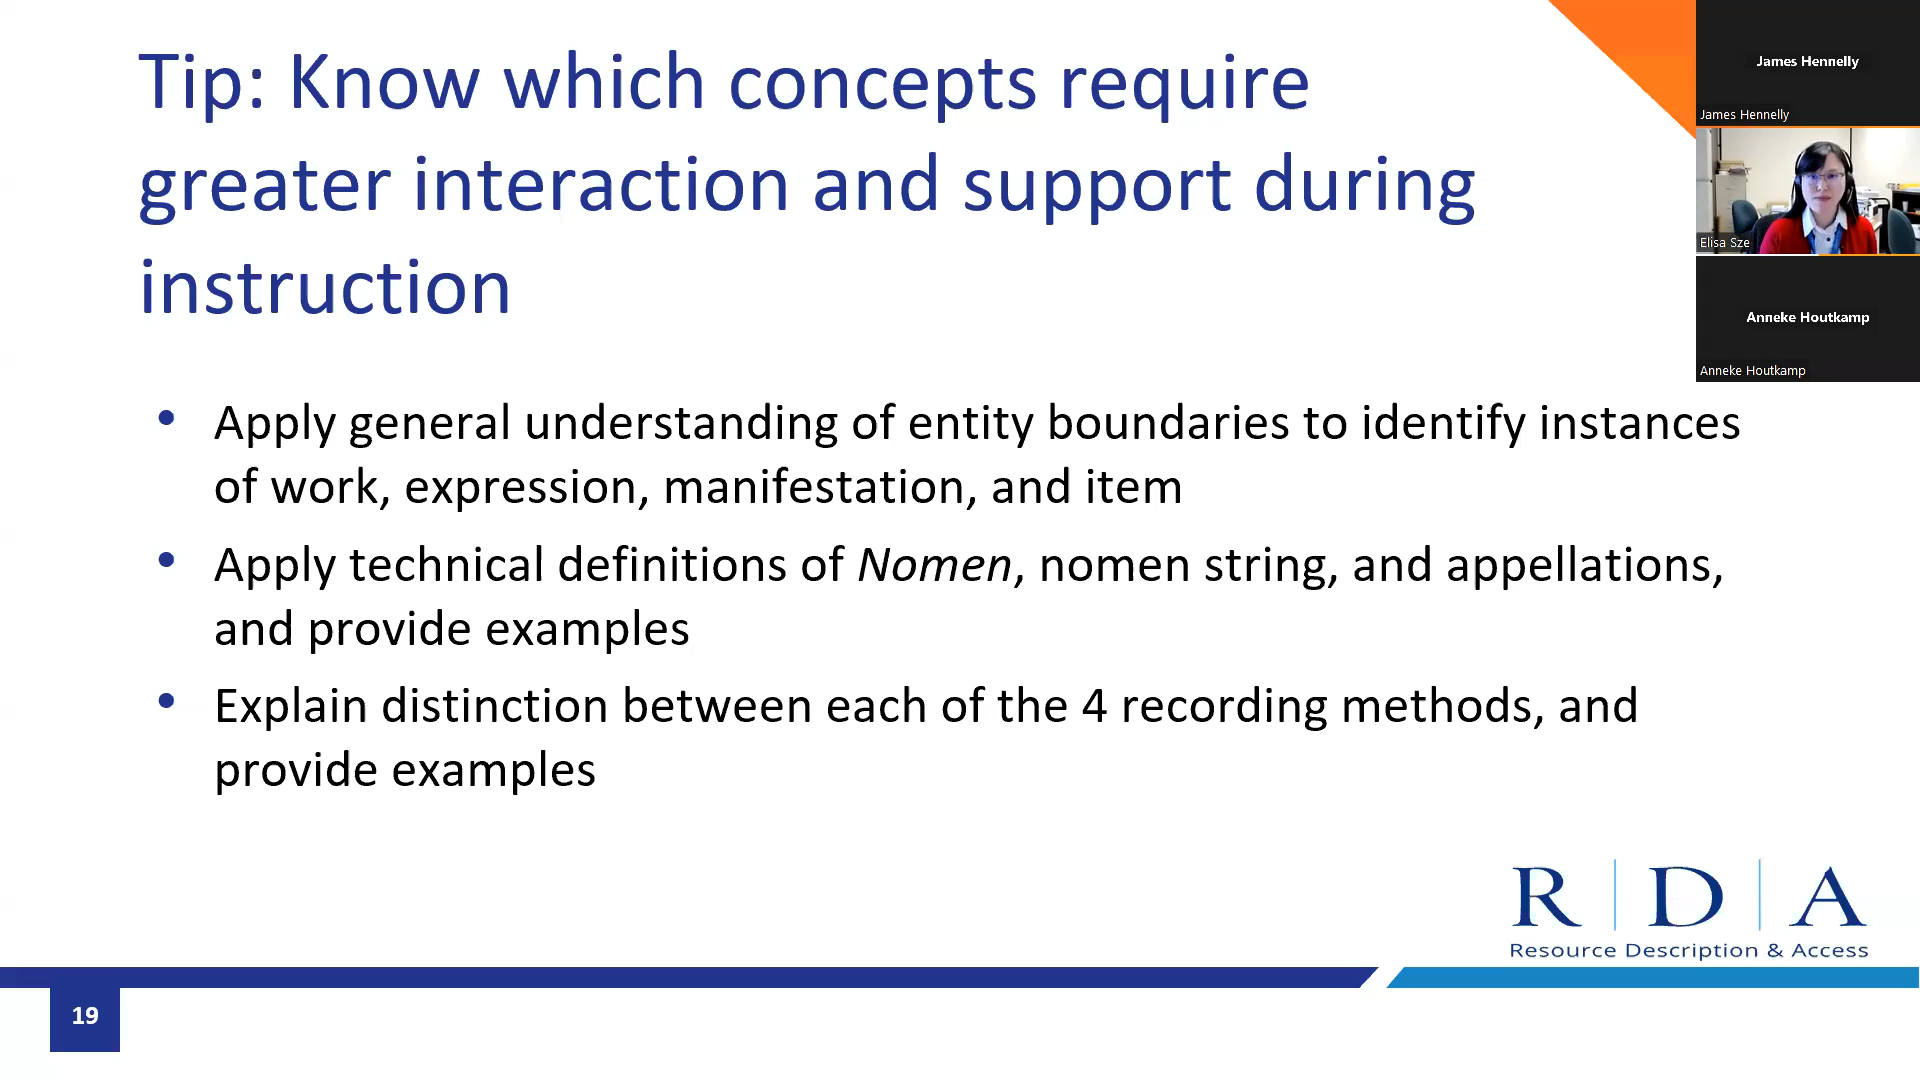 Tip: Know which concepts require
greater interaction and support during
instruction
• Apply general understanding of entity boundaries to identify instances
of work, expression, manifestation, and item
• Apply technical definitions of Nomen, nomen string, and appellations,
and provide examples
• Explain distinction between each of the 4 recording methods, and
provide examples
James Hennelly
James Hennelly
Elisa Sze
Anneke Houtkamp
Anneke Houtkamp
R|D|A
Resource Description & Access
19